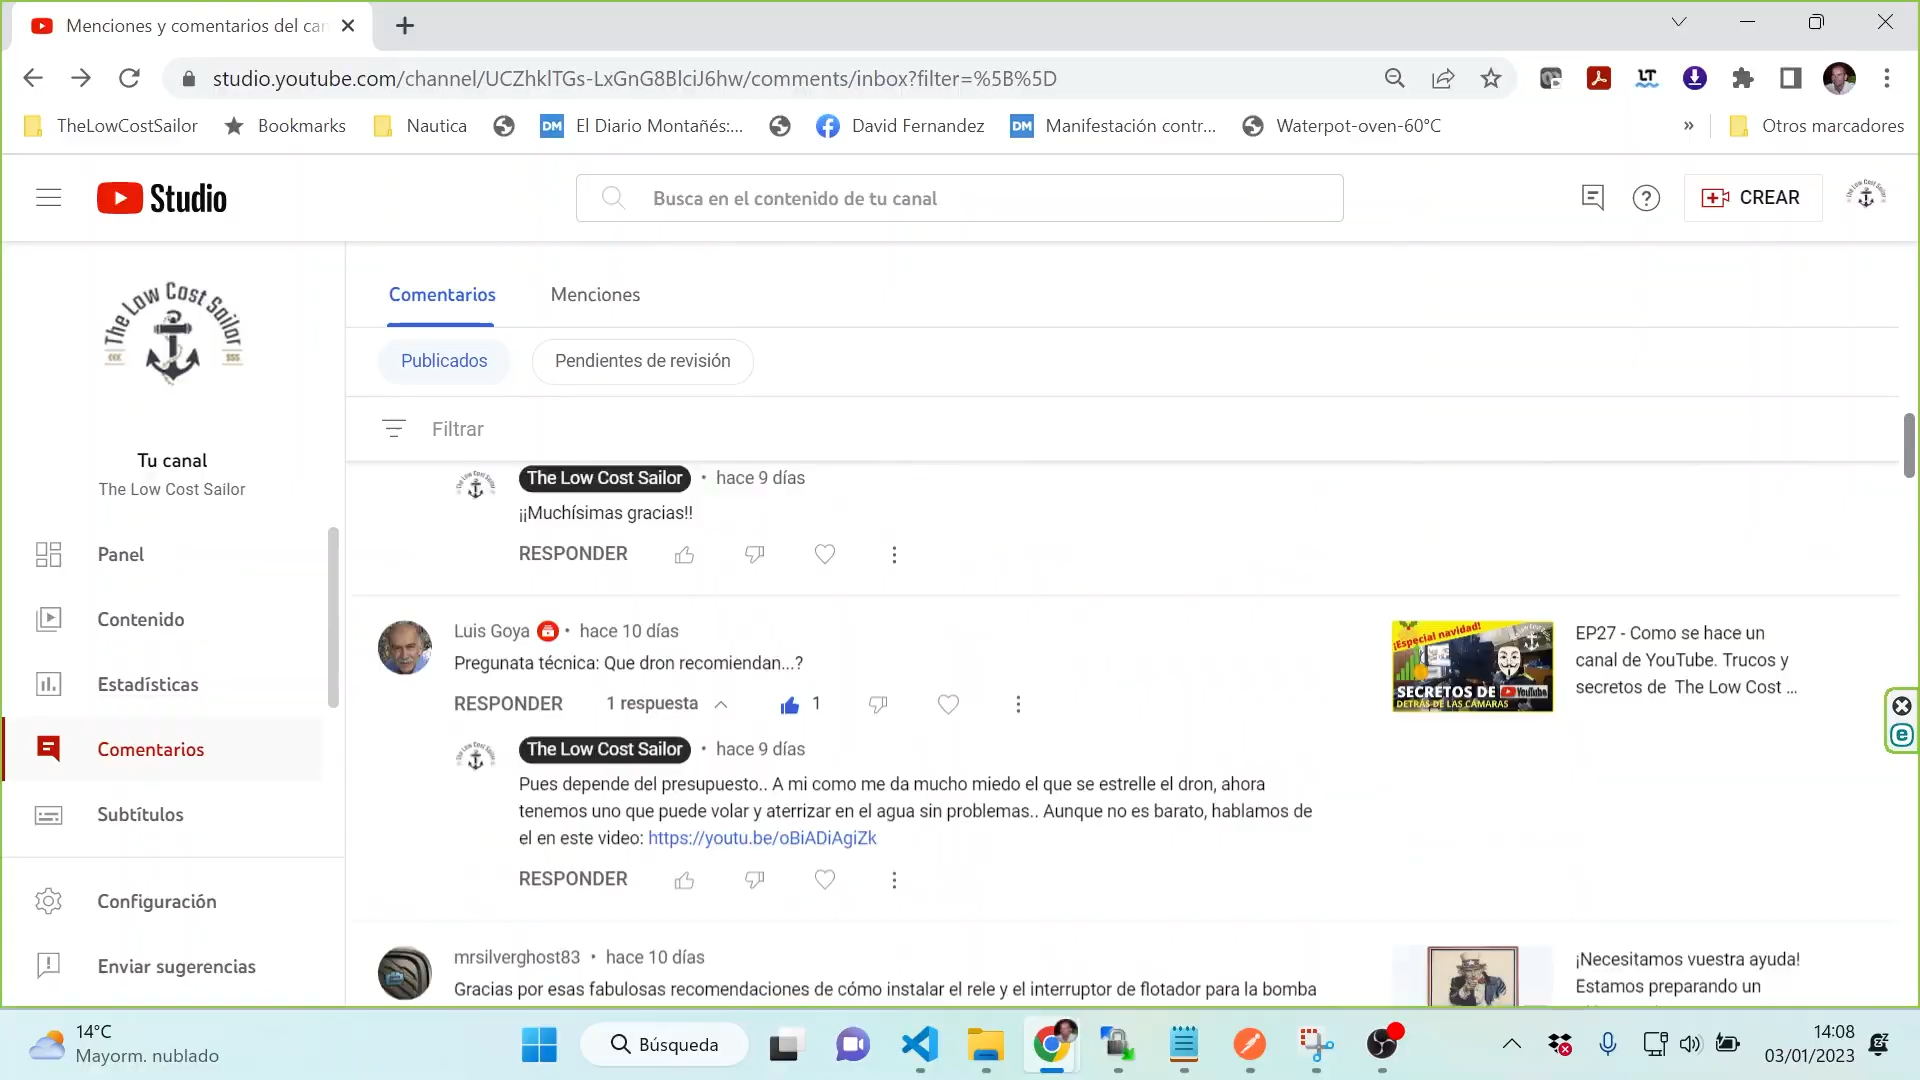 Menciones y comentarios del can
studio.youtube.com/channel/UCZhklTGs-LxGnG8BlciJ6hw/comments/inbox?filter=%5B%5D
TheLowCostSailor
Bookmarks
Nautica
DM
El Diario Montañés:...
David Fernandez
DM
Manifestación contr...
Waterpot-oven-60°C
»
Otros marcadores
Studio
Busca en el contenido de tu canal
CREAR
The Low Cost Sailor
€€€ $$$
Tu canal
The Low Cost Sailor
Panel
Contenido
Estadísticas
Comentarios
Subtítulos
Configuración
Enviar sugerencias
Comentarios
Menciones
Publicados
Pendientes de revisión
Filtrar
The Low Cost Sailor • hace 9 días
¡¡Muchísimas gracias!!
RESPONDER
Luis Goya • hace 10 días
Pregunata técnica: Que dron recomiendan...?
RESPONDER 1 respuesta 1
The Low Cost Sailor • hace 9 días
Pues depende del presupuesto.. A mi como me da mucho miedo el que se estrelle el dron, ahora
tenemos uno que puede volar y aterrizar en el agua sin problemas.. Aunque no es barato, hablamos de
el en este video: https://youtu.be/oBiADiAgiZk
RESPONDER
¡Especial navidad!
SECRETOS DE YouTube
DETRÁS DE LAS CÁMARAS
EP27 - Como se hace un
canal de YouTube. Trucos y
secretos de The Low Cost ...
mrsilverghost83 • hace 10 días
Gracias por esas fabulosas recomendaciones de cómo instalar el rele y el interruptor de flotador para la bomba
¡Necesitamos vuestra ayuda!
Estamos preparando un
14°C
Mayorm. nublado
Búsqueda
14:08
03/01/2023